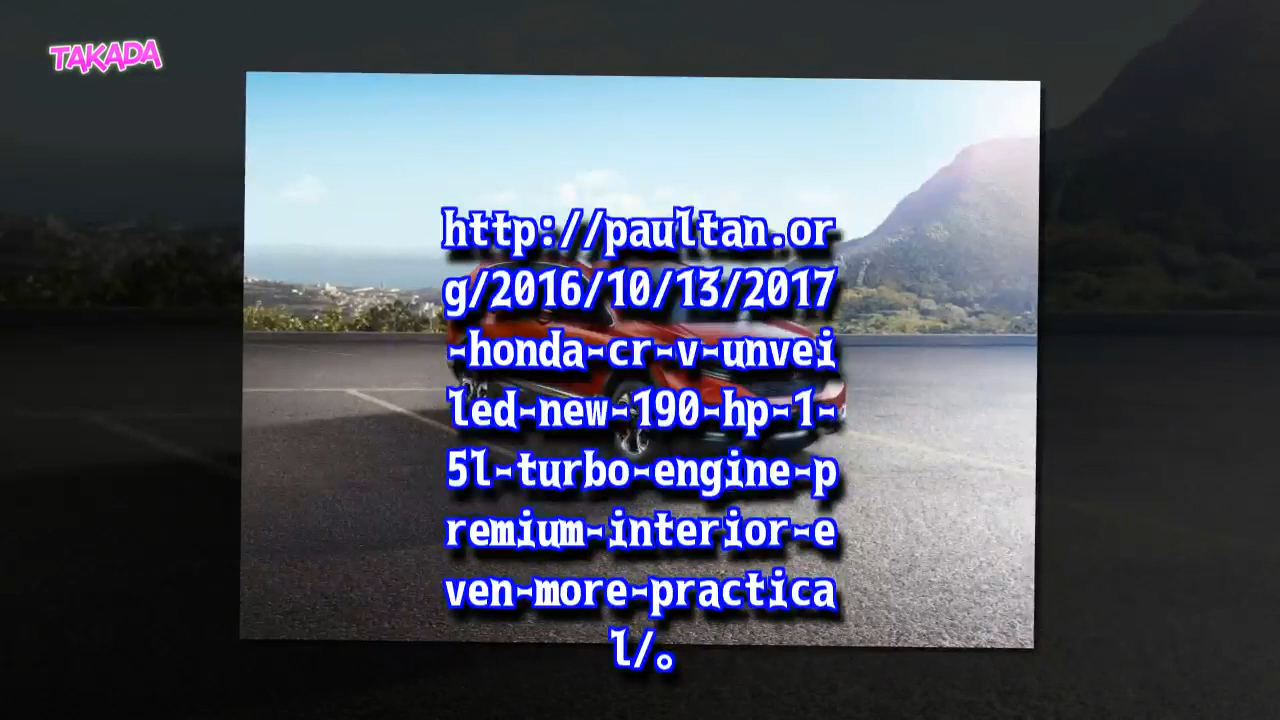 TAKADA
http://paultan.or
g/2016/10/13/2017
-honda-cr-v-unvei
led-new-190-hp-1-
5l-turbo-engine-p
remium-interior-e
ven-more-practica
l/。